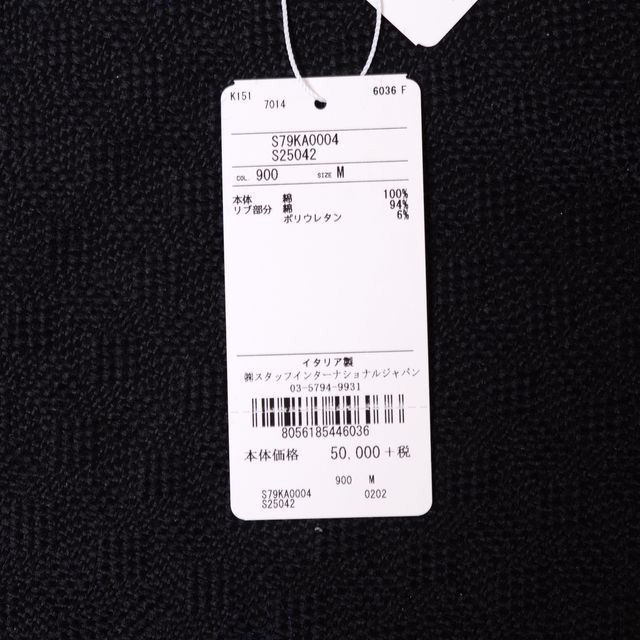 K151 7014 6036 F
S79KA0004
S25042
COL. 900 SIZE M
本体 綿 100%
リブ部分 綿 94%
ポリウレタン 6%
イタリア製
㈱スタッフインターナショナルジャパン
03-5794-9931
8056185446036
本体価格 50,000 +税
900 M
S79KA0004 0202
S25042